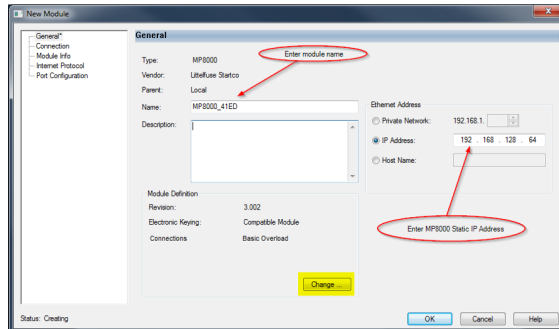 New Module
General*
Connection
Module Info
Internet Protocol
Port Configuration
General
Enter module name
Type: MP8000
Vendor: Littelfuse Startco
Parent: Local
Name: MP8000_41ED
Description:
Ethernet Address
Private Network: 192.168.1.
IP Address: 192 . 168 . 128 . 64
Host Name:
Enter MP8000 Static IP Address
Module Definition
Revision: 3.002
Electronic Keying: Compatible Module
Connections Basic Overload
Change ...
Status: Creating
OK Cancel Help